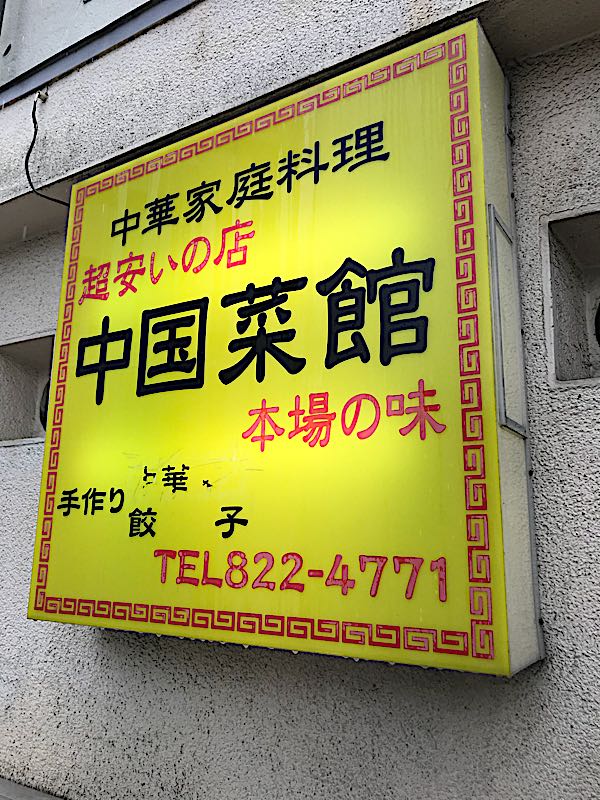 中華家庭料理
超安いの店
中国菜館
本場の味
手作り 華
餃子
TEL822-4771